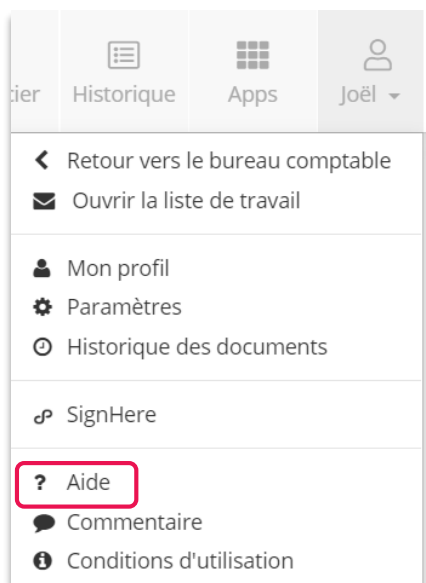 Historique Apps Joël
Retour vers le bureau comptable
Ouvrir la liste de travail
Mon profil
Paramètres
Historique des documents
SignHere
? Aide
Commentaire
Conditions d'utilisation